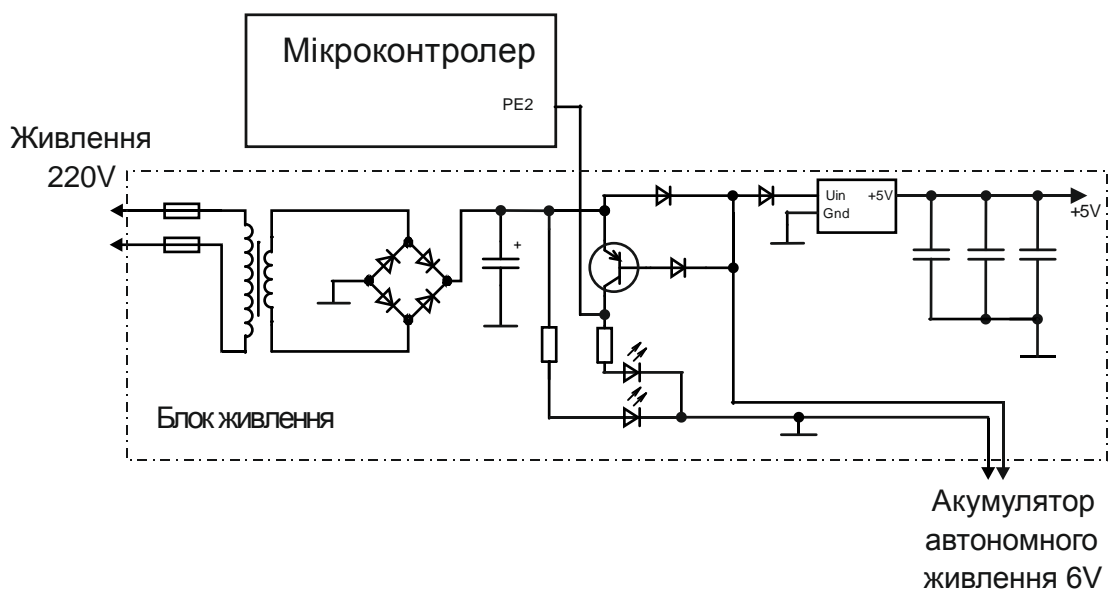 Мікроконтролер
PE2
Живлення
220V
Uin +5V
Gnd
+5V
+
Блок живлення
Акумулятор
автономного
живлення 6V